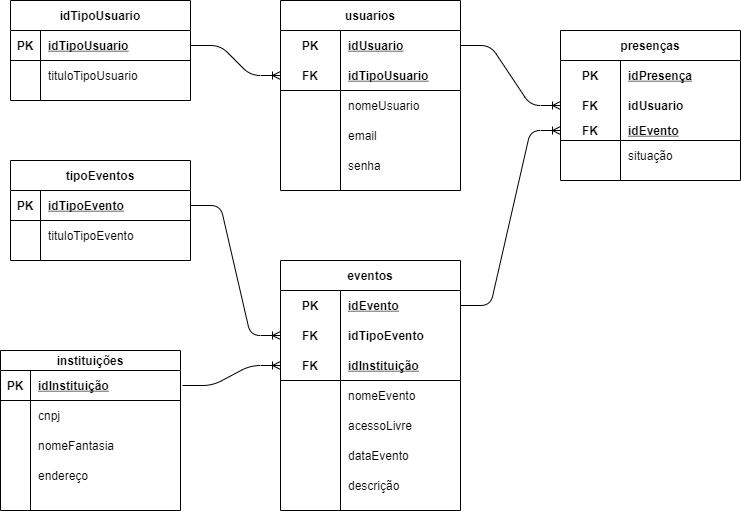 idTipoUsuario
PK idTipoUsuario
tituloTipoUsuario
usuarios
PK idUsuario
FK idTipoUsuario
nomeUsuario
email
senha
presenças
PK idPresença
FK idUsuario
FK idEvento
situação
tipoEventos
PK idTipoEvento
tituloTipoEvento
eventos
PK idEvento
FK idTipoEvento
FK idInstituição
nomeEvento
acessoLivre
dataEvento
descrição
instituições
PK idInstituição
cnpj
nomeFantasia
endereço